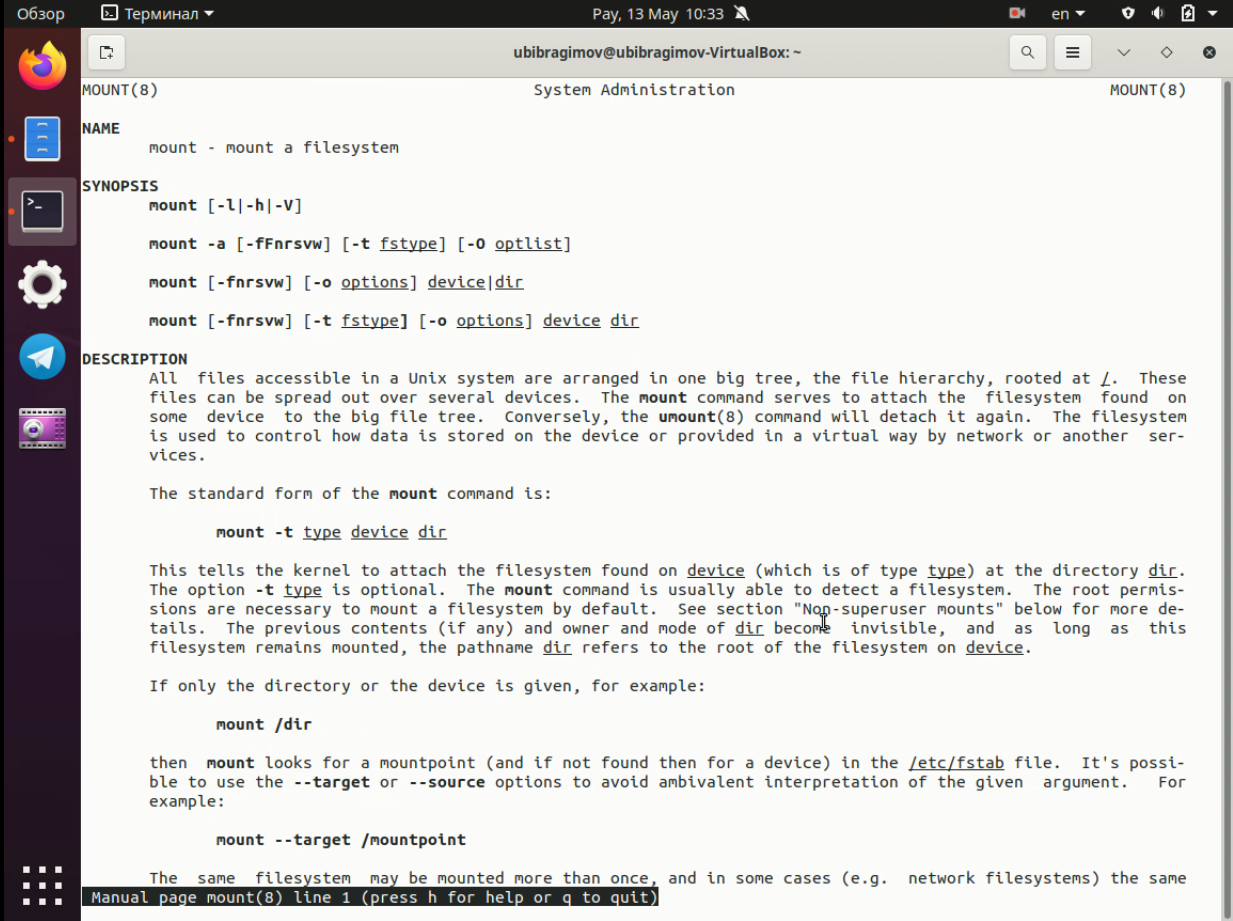 Обзор Терминал Pay, 13 May 10:33 en
ubibragimov@ubibragimov-VirtualBox: ~
MOUNT(8) System Administration MOUNT(8)
NAME
mount - mount a filesystem
SYNOPSIS
mount [-l|-h|-V]
mount -a [-fFnrsvw] [-t fstype] [-O optlist]
mount [-fnrsvw] [-o options] device|dir
mount [-fnrsvw] [-t fstype] [-o options] device dir
DESCRIPTION
All files accessible in a Unix system are arranged in one big tree, the file hierarchy, rooted at /. These
files can be spread out over several devices. The mount command serves to attach the filesystem found on
some device to the big file tree. Conversely, the umount(8) command will detach it again. The filesystem
is used to control how data is stored on the device or provided in a virtual way by network or another ser-
vices.
The standard form of the mount command is:
mount -t type device dir
This tells the kernel to attach the filesystem found on device (which is of type type) at the directory dir.
The option -t type is optional. The mount command is usually able to detect a filesystem. The root permis-
sions are necessary to mount a filesystem by default. See section "Non-superuser mounts" below for more de-
tails. The previous contents (if any) and owner and mode of dir become invisible, and as long as this
filesystem remains mounted, the pathname dir refers to the root of the filesystem on device.
If only the directory or the device is given, for example:
mount /dir
then mount looks for a mountpoint (and if not found then for a device) in the /etc/fstab file. It's possi-
ble to use the --target or --source options to avoid ambivalent interpretation of the given argument. For
example:
mount --target /mountpoint
The same filesystem may be mounted more than once, and in some cases (e.g. network filesystems) the same
Manual page mount(8) line 1 (press h for help or q to quit)